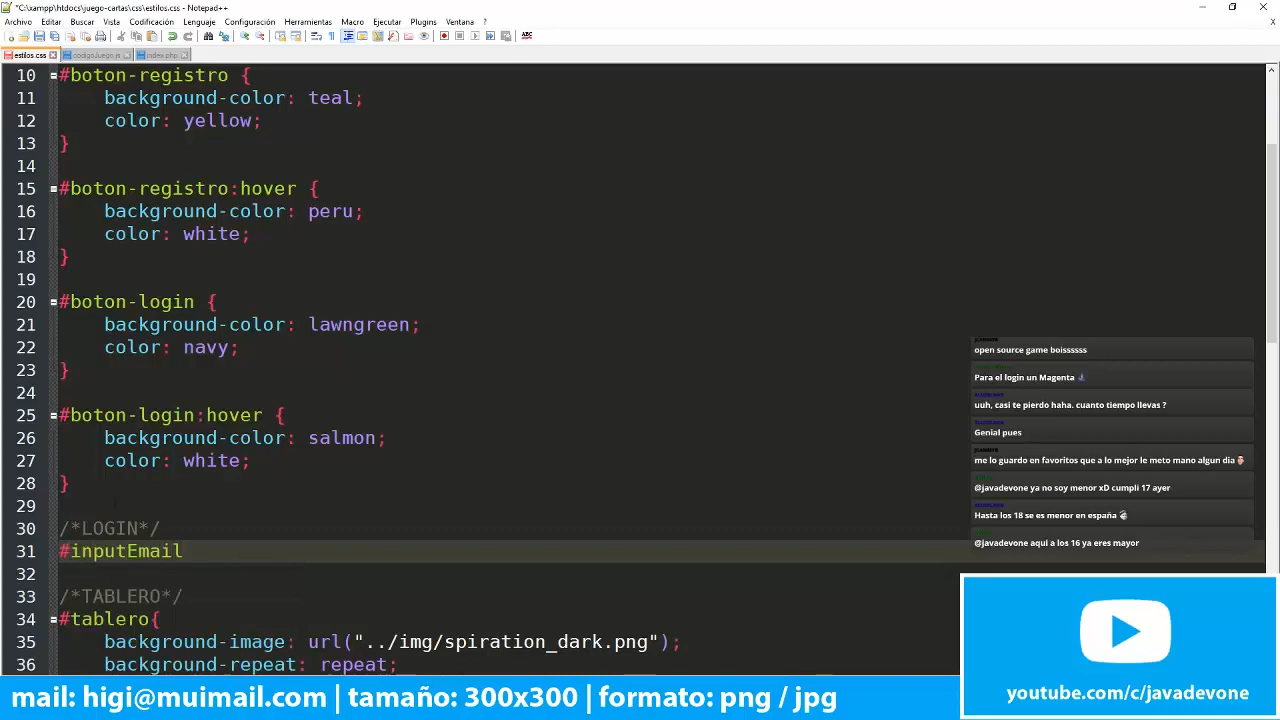 *C:\xampp\htdocs\juego-cartas\css\estilos.css - Notepad++
Archivo Editar Buscar Vista Codificación Lenguaje Configuración Herramientas Macro Ejecutar Plugins Ventana ?
X
estilos.css codigoJuego.js index.php
10 #boton-registro {
11 background-color: teal;
12 color: yellow;
13 }
14
15 #boton-registro:hover {
16 background-color: peru;
17 color: white;
18 }
19
20 #boton-login {
21 background-color: lawngreen;
22 color: navy;
23 }
24
25 #boton-login:hover {
26 background-color: salmon;
27 color: white;
28 }
29
30 /*LOGIN*/
31 #inputEmail
32
33 /*TABLERO*/
34 #tablero{
35 background-image: url("../img/spiration_dark.png");
36 background-repeat: repeat;
open source game boissssss
Para el login un Magenta
uuh, casi te pierdo haha. cuanto tiempo llevas ?
Genial pues
me lo guardo en favoritos que a lo mejor le meto mano algun dia
@javadevone ya no soy menor xD cumpli 17 ayer
Hasta los 18 se es menor en españa
@javadevone aqui a los 16 ya eres mayor
youtube.com/c/javadevone
mail: higi@muimail.com | tamaño: 300x300 | formato: png / jpg